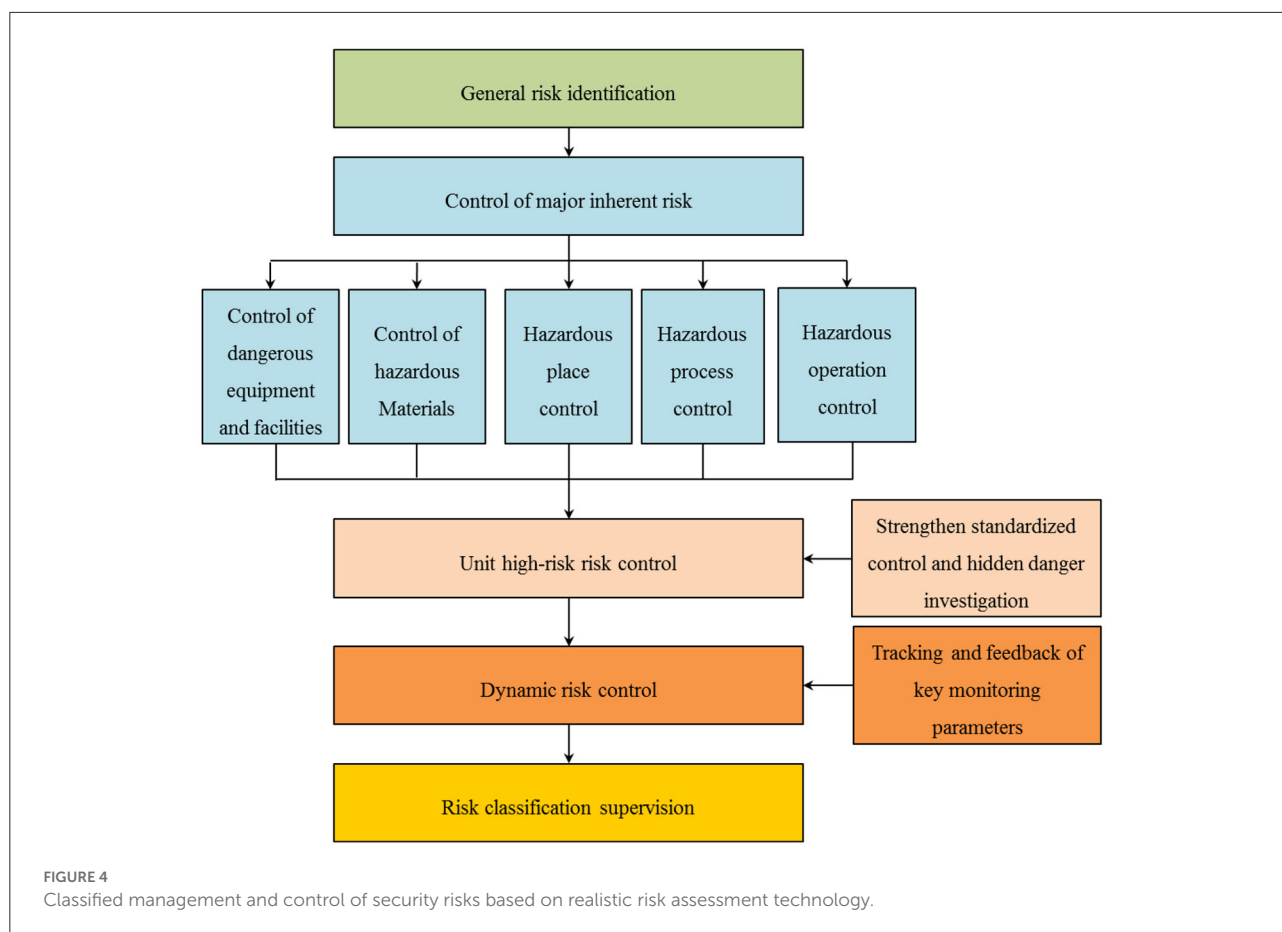 General risk identification
Control of major inherent risk
Control of
dangerous
equipment
and facilities
Control of
hazardous
Materials
Hazardous
place
control
Hazardous
process
control
Hazardous
operation
control
Unit high-risk risk control
Strengthen standardized
control and hidden danger
investigation
Dynamic risk control
Tracking and feedback of
key monitoring
parameters
Risk classification supervision
FIGURE 4
Classified management and control of security risks based on realistic risk assessment technology.